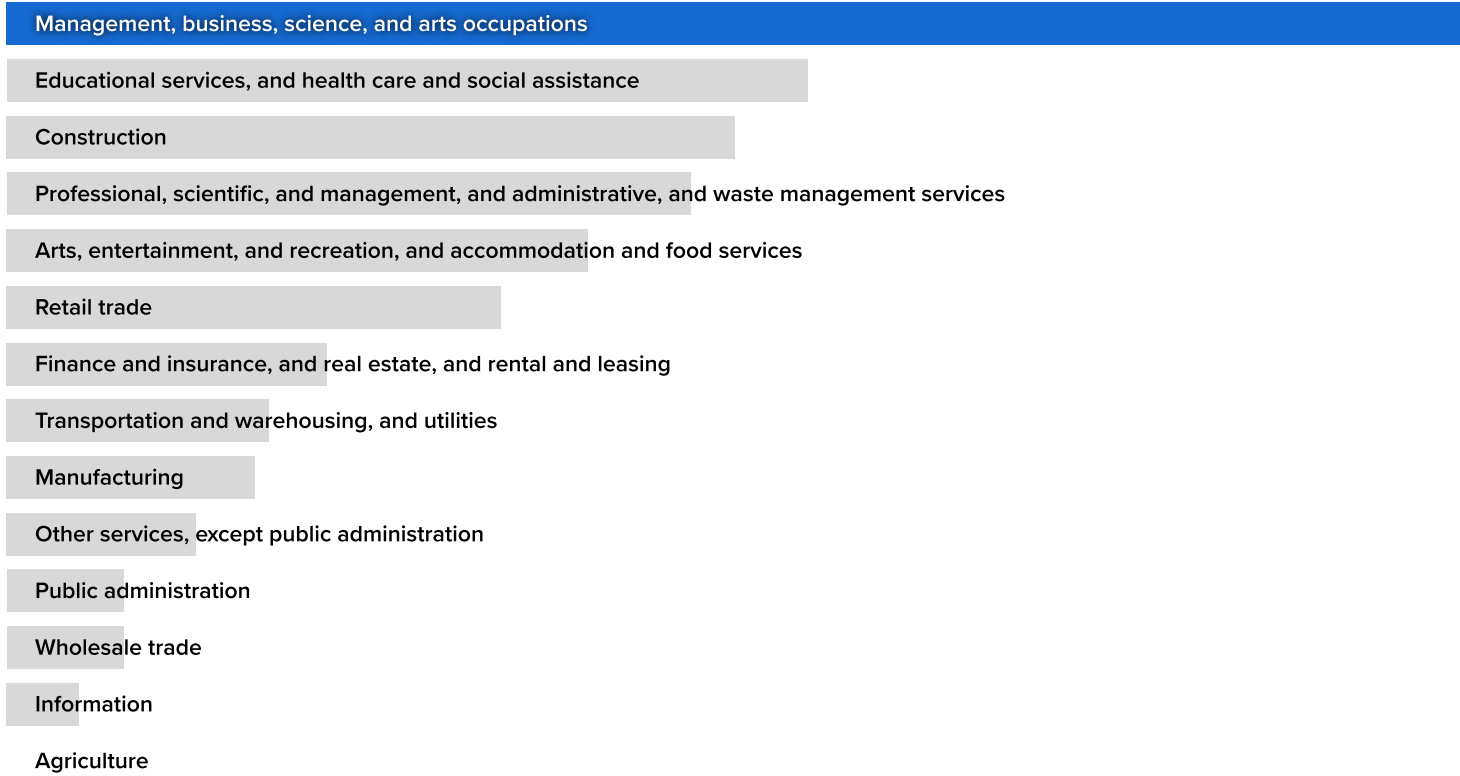 Management, business, science, and arts occupations
Educational services, and health care and social assistance
Construction
Professional, scientific, and management, and administrative, and waste management services
Arts, entertainment, and recreation, and accommodation and food services
Retail trade
Finance and insurance, and real estate, and rental and leasing
Transportation and warehousing, and utilities
Manufacturing
Other services, except public administration
Public administration
Wholesale trade
Information
Agriculture